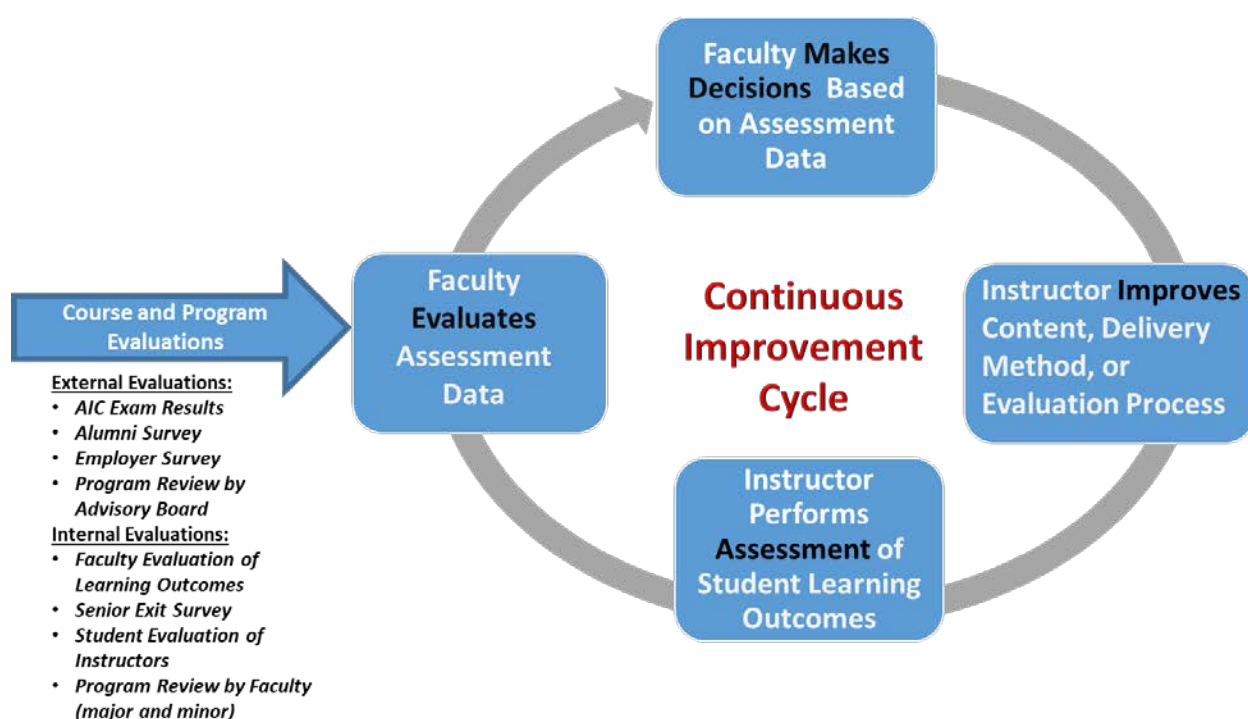 Faculty Makes
Decisions Based
on Assessment
Data
Course and Program
Evaluations
External Evaluations:
• AIC Exam Results
• Alumni Survey
• Employer Survey
• Program Review by
Advisory Board
Internal Evaluations:
• Faculty Evaluation of
Learning Outcomes
• Senior Exit Survey
• Student Evaluation of
Instructors
• Program Review by Faculty
(major and minor)
Faculty
Evaluates
Assessment
Data
Continuous
Improvement
Cycle
Instructor Improves
Content, Delivery
Method, or
Evaluation Process
Instructor
Performs
Assessment of
Student Learning
Outcomes